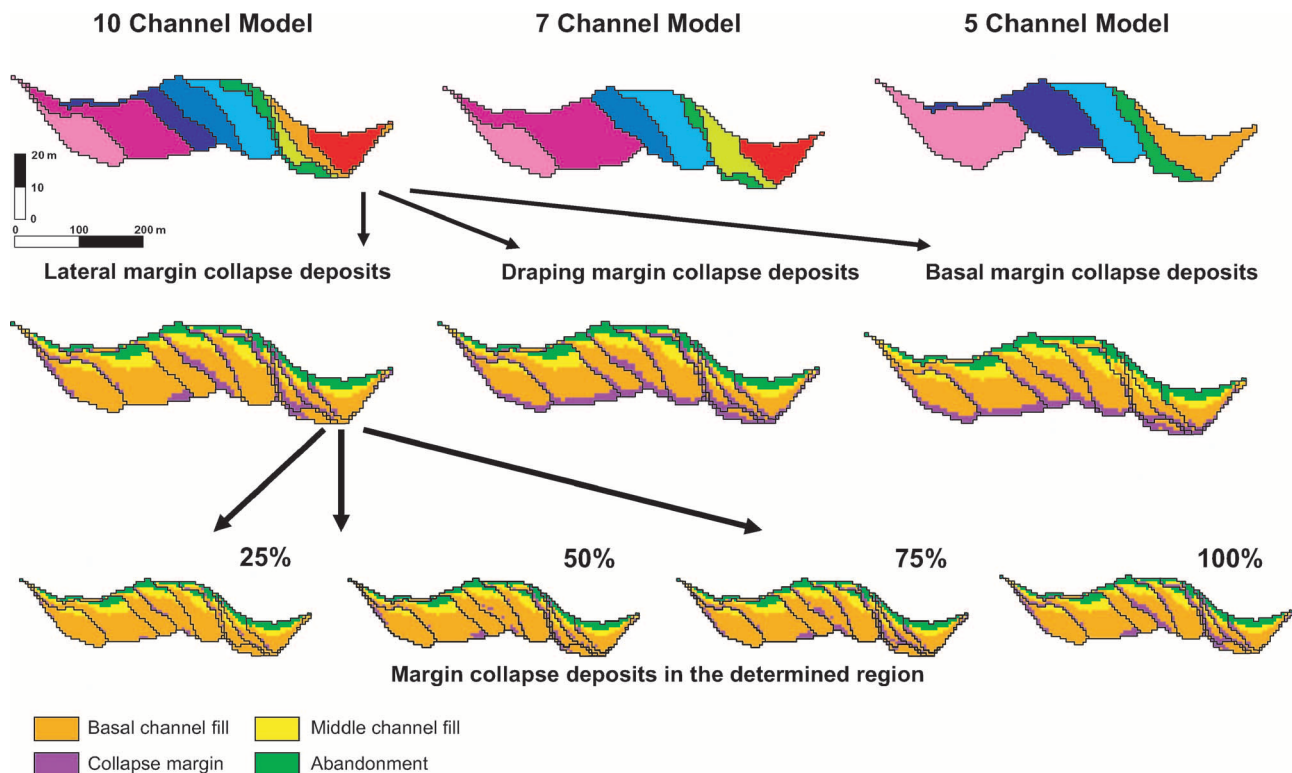 10 Channel Model
7 Channel Model
5 Channel Model
20 m
10
0
0 100 200 m
Lateral margin collapse deposits
Draping margin collapse deposits
Basal margin collapse deposits
25%
50%
75%
100%
Margin collapse deposits in the determined region
Basal channel fill
Middle channel fill
Collapse margin
Abandonment